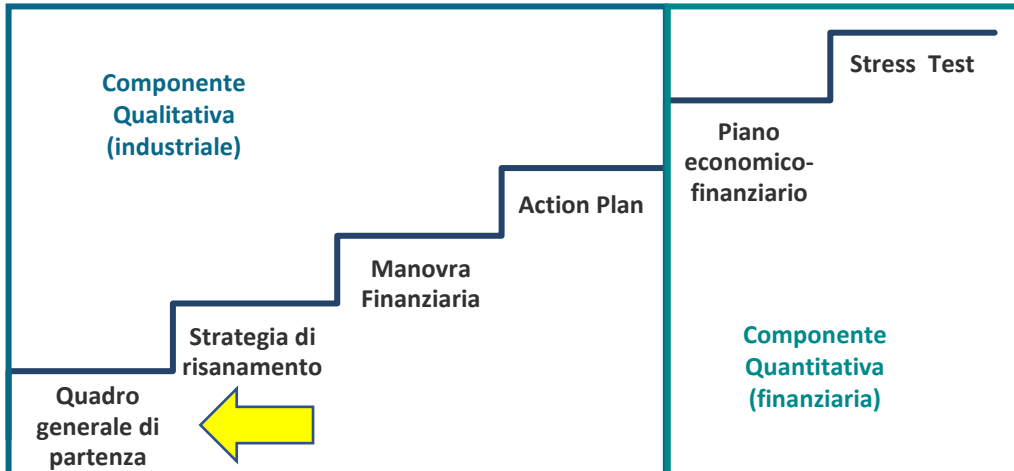 Componente
Qualitativa
(industriale)
Quadro
generale di
partenza
Strategia di
risanamento
Manovra
Finanziaria
Action Plan
Piano
economico-
finanziario
Stress Test
Componente
Quantitativa
(finanziaria)